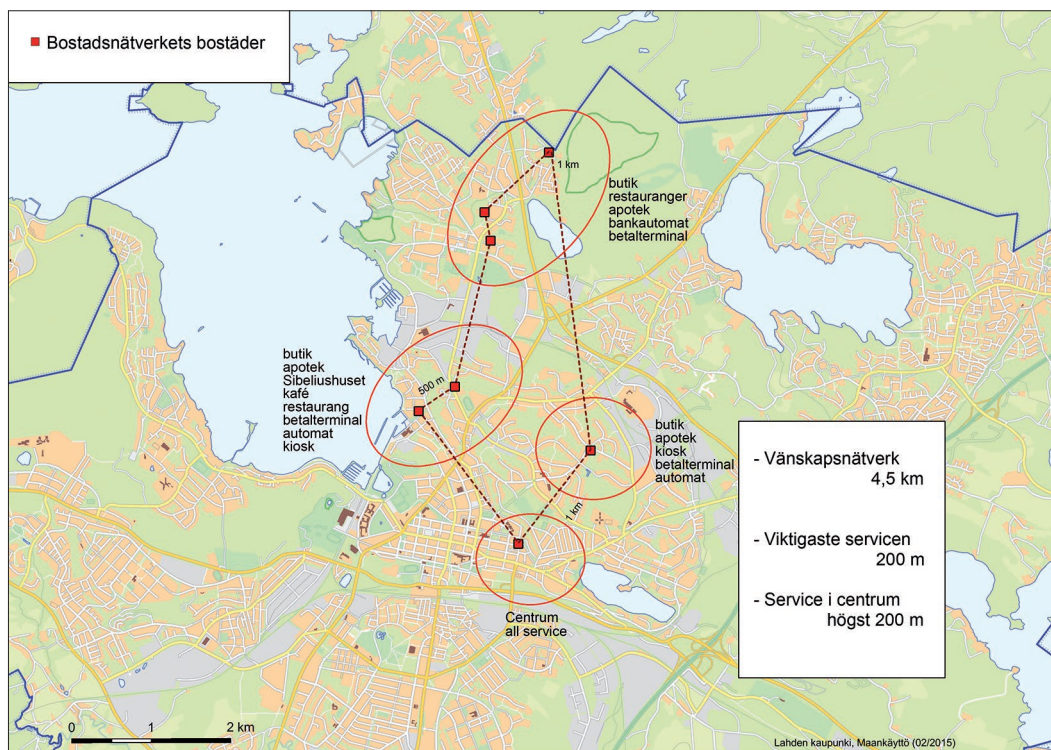 Bostadsnätverkets bostäder
1 km
butik
restauranger
apotek
bankautomat
betalterminal
butik
apotek
Sibeliushuset
kafé
restaurang
betalterminal
automat
kiosk
500 m
butik
apotek
kiosk
betalterminal
automat
1 km
Centrum
all service
- Vänskapsnätverk
4,5 km
- Viktigaste servicen
200 m
- Service i centrum
högst 200 m
0 1 2 km
Lahden kaupunki, Maankäyttö (02/2015)